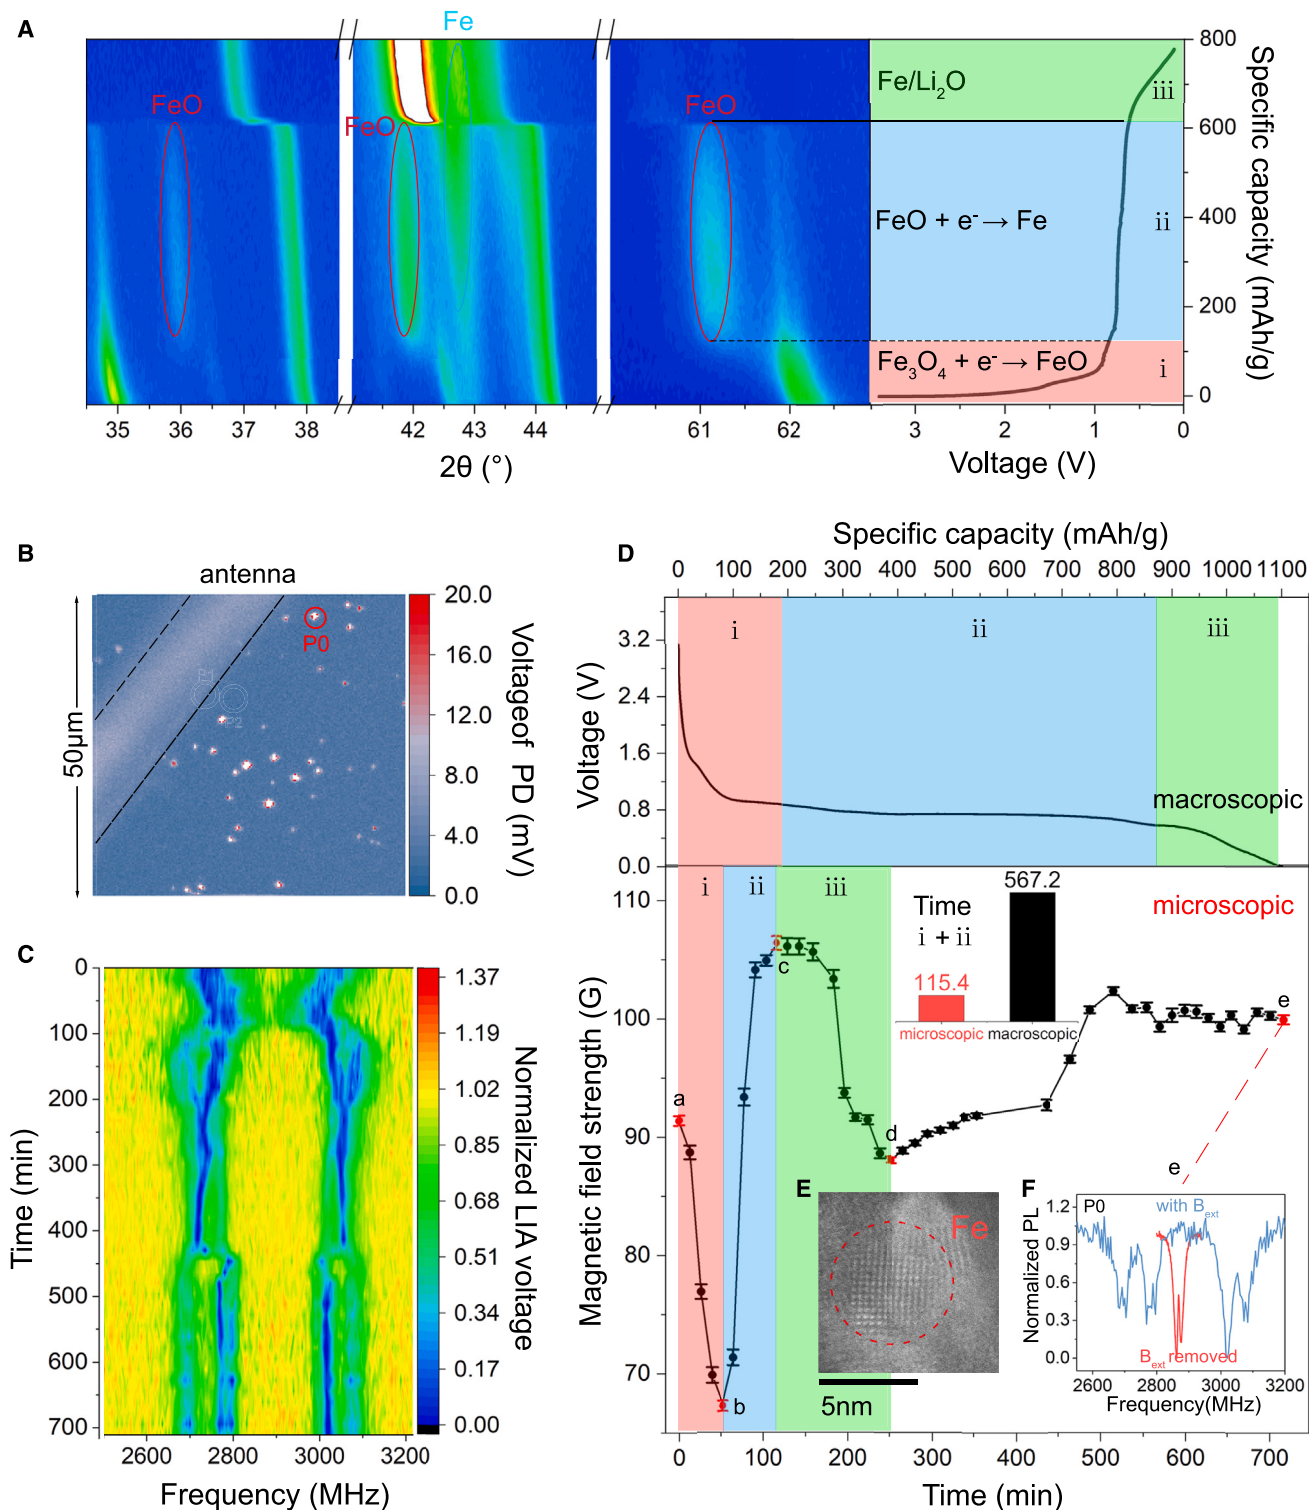 A
Fe
FeO
FeO
FeO
Fe/Li₂O
iii
FeO + e⁻ → Fe
ii
Fe₃O₄ + e⁻ → FeO
i
800
600
400
200
0
Specific capacity (mAh/g)
35 36 37 38 42 43 44 61 62 3 2 1 0
2θ (°)
Voltage (V)
B
antenna
50μm
P0
P1
P2
20.0
16.0
12.0
8.0
4.0
0.0
Voltageof PD (mV)
C
0
100
200
300
400
500
600
700
Time (min)
2600 2800 3000 3200
Frequency (MHz)
1.37
1.19
1.02
0.85
0.68
0.51
0.34
0.17
0.00
Normalized LIA voltage
D
Specific capacity (mAh/g)
0 100 200 300 400 500 600 700 800 900 1000 1100
3.2
2.4
1.6
0.8
0.0
Voltage (V)
i ii iii
macroscopic
110
100
90
80
70
Magnetic field strength (G)
i ii iii
microscopic
Time
i + ii
115.4
567.2
microscopic macroscopic
a
b
c
d
e
e
0 100 200 300 400 500 600 700
Time (min)
E
Fe
5nm
F
P0
with B_ext
B_ext removed
1.2
0.9
0.6
0.3
0.0
Normalized PL
2600 2800 3000 3200
Frequency(MHz)